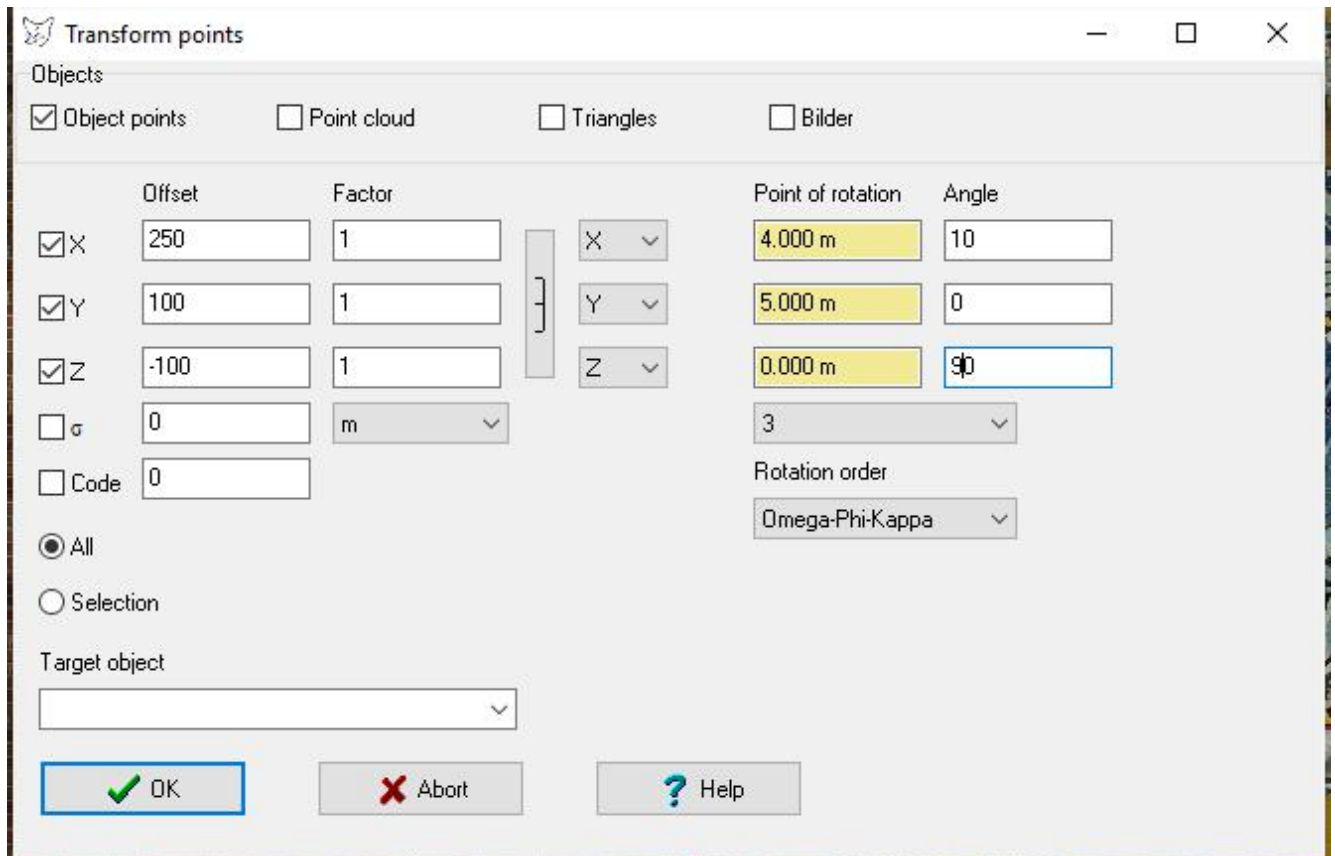 Transform points
Objects
Object points Point cloud Triangles Bilder
Offset Factor Point of rotation Angle
X 250 1 X 4.000 m 10
Y 100 1 Y 5.000 m 0
Z -100 1 Z 0.000 m 90
σ 0 m 3
Code 0 Rotation order
Omega-Phi-Kappa
All
Selection
Target object
OK Abort ? Help